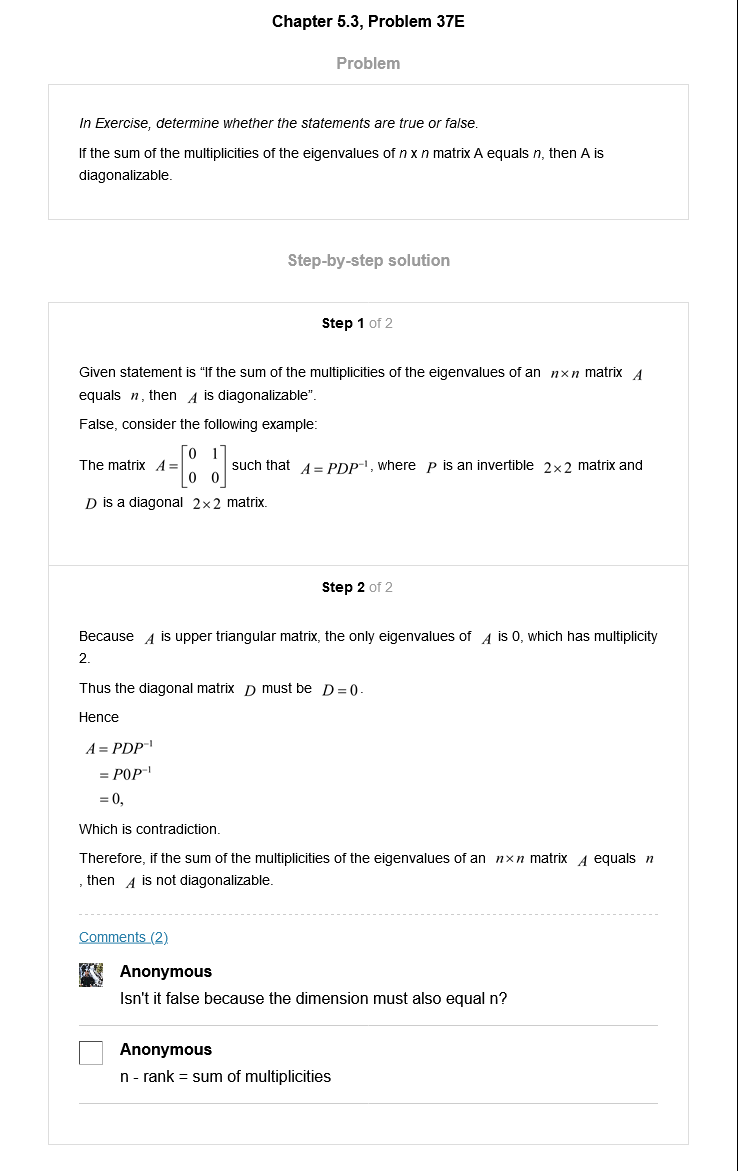 Chapter 5.3, Problem 37E
Problem
In Exercise, determine whether the statements are true or false.
If the sum of the multiplicities of the eigenvalues of n x n matrix A equals n, then A is
diagonalizable.
Step-by-step solution
Step 1 of 2
Given statement is “If the sum of the multiplicities of the eigenvalues of an n×n matrix A
equals n, then A is diagonalizable”.
False, consider the following example:
The matrix A = [0 1; 0 0] such that A = PDP⁻¹, where P is an invertible 2×2 matrix and
D is a diagonal 2×2 matrix.
Step 2 of 2
Because A is upper triangular matrix, the only eigenvalues of A is 0, which has multiplicity
2.
Thus the diagonal matrix D must be D = 0.
Hence
A = PDP⁻¹
= P0P⁻¹
= 0,
Which is contradiction.
Therefore, if the sum of the multiplicities of the eigenvalues of an n×n matrix A equals n
, then A is not diagonalizable.
Comments (2)
Anonymous
Isn't it false because the dimension must also equal n?
Anonymous
n - rank = sum of multiplicities